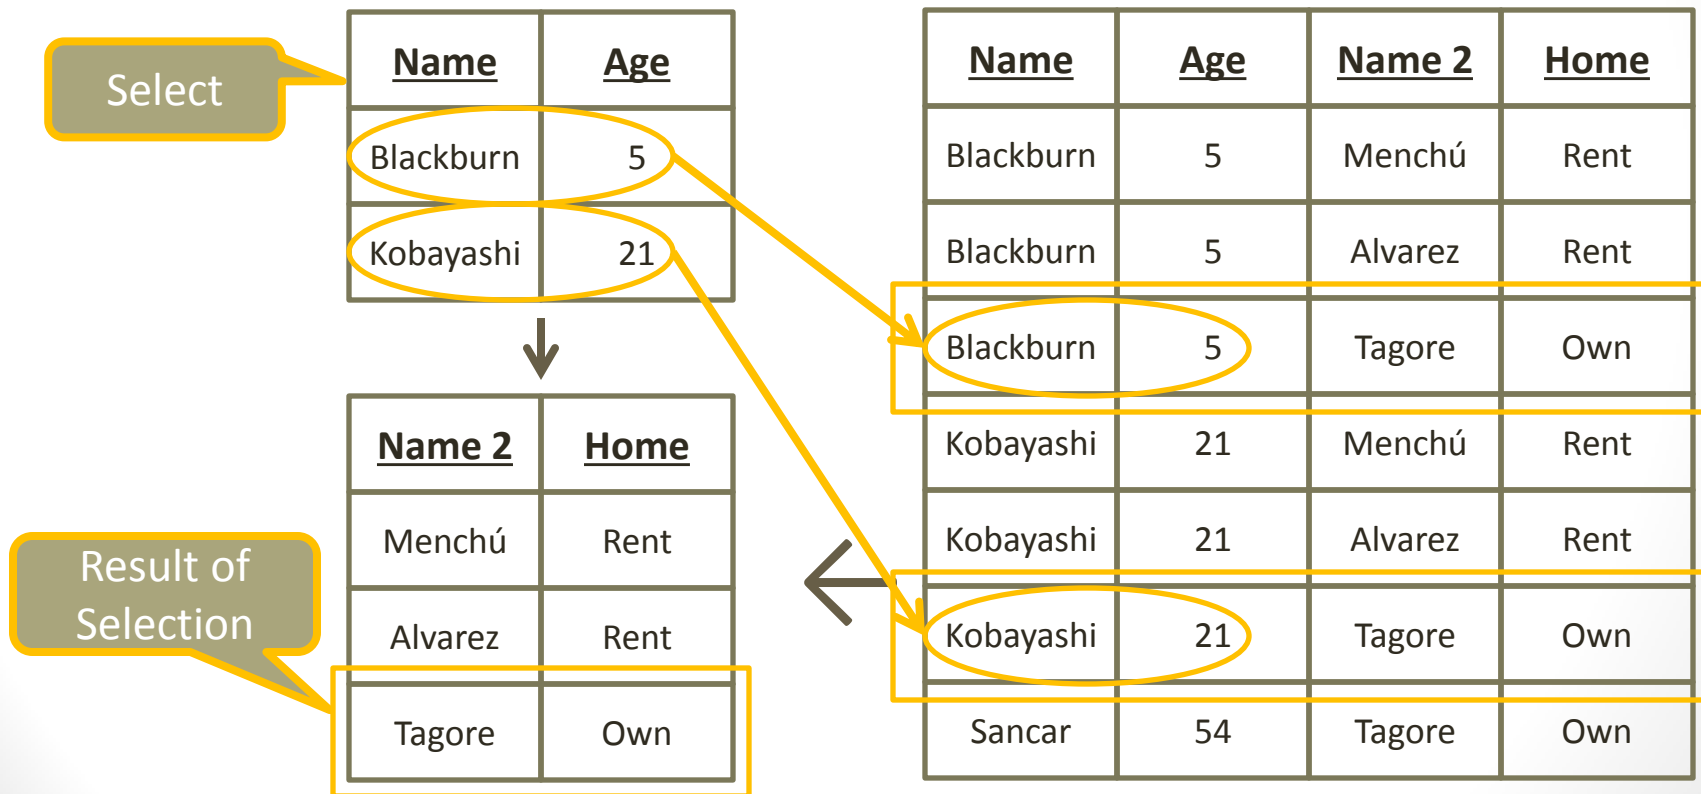 Select
Name Age
Blackburn 5
Kobayashi 21
Name 2 Home
Menchú Rent
Alvarez Rent
Tagore Own
Result of
Selection
Name Age Name 2 Home
Blackburn 5 Menchú Rent
Blackburn 5 Alvarez Rent
Blackburn 5 Tagore Own
Kobayashi 21 Menchú Rent
Kobayashi 21 Alvarez Rent
Kobayashi 21 Tagore Own
Sancar 54 Tagore Own